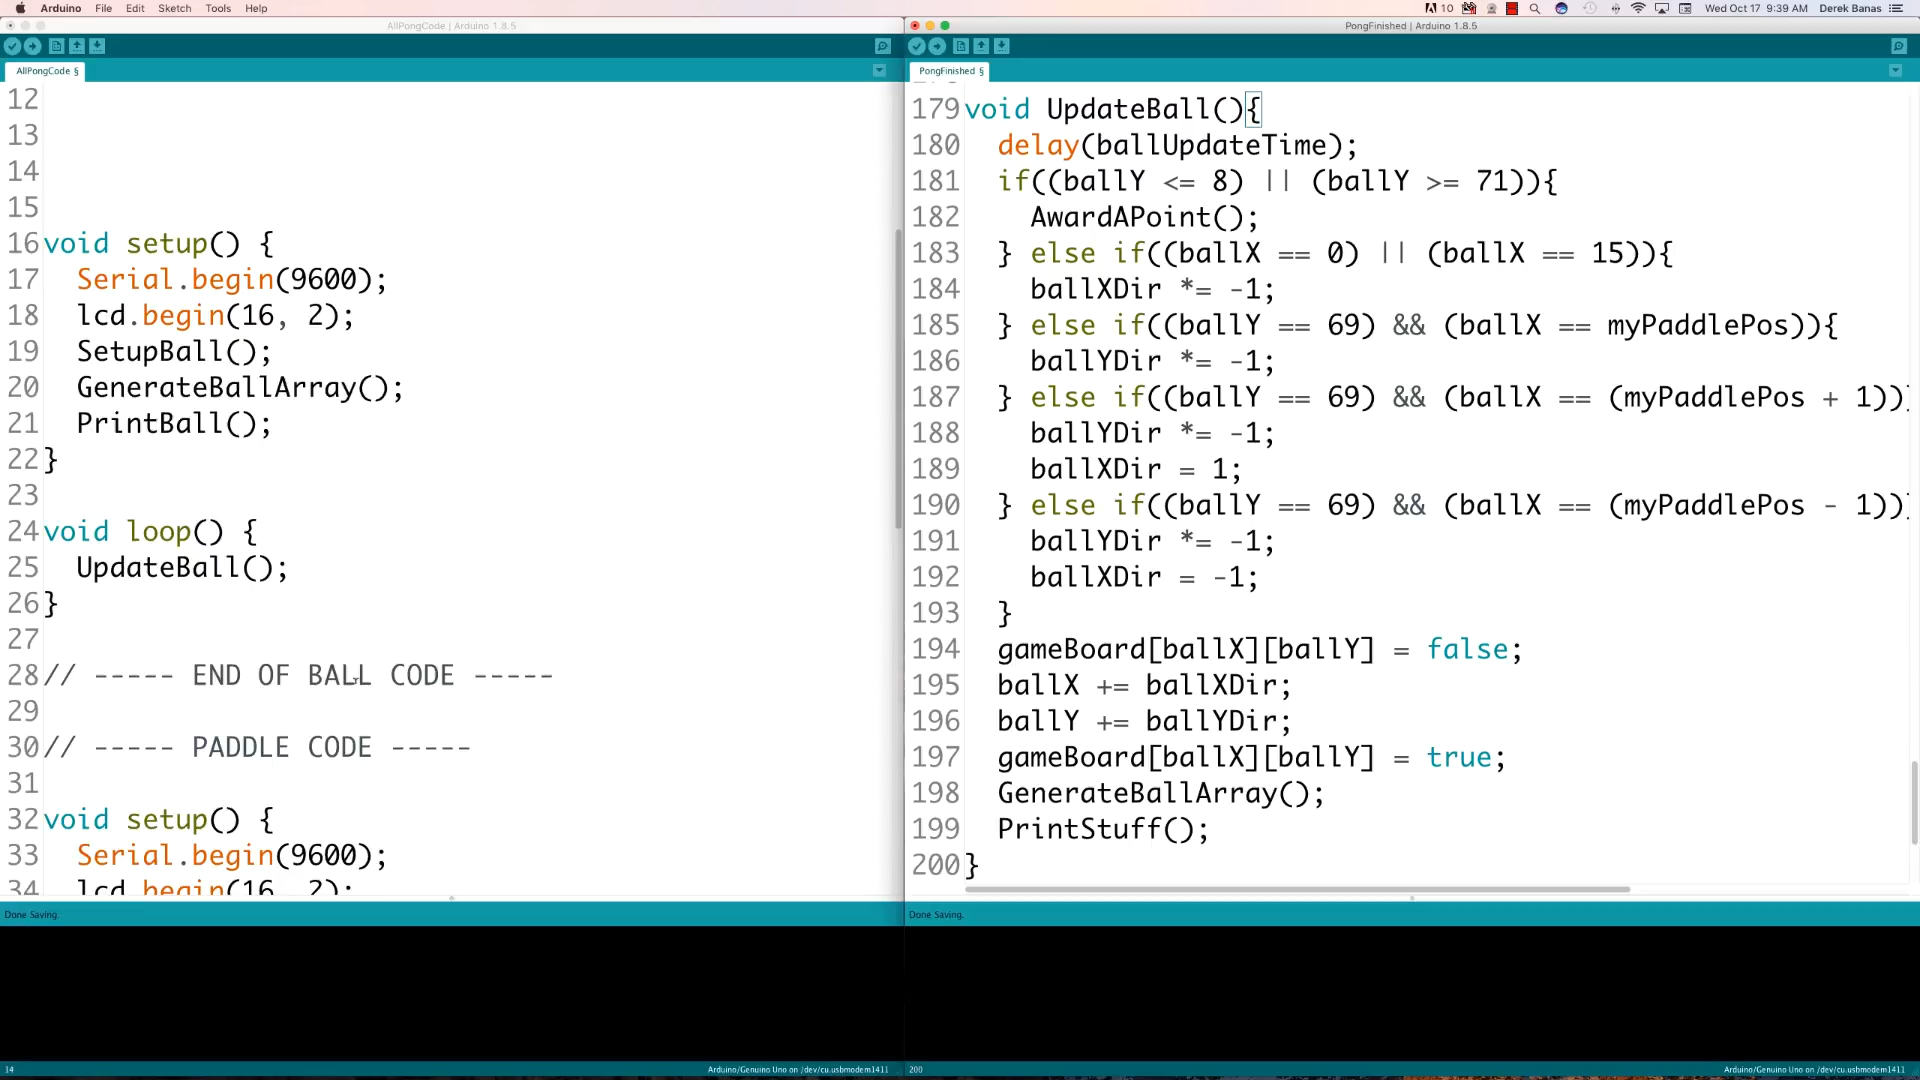 Arduino File Edit Sketch Tools Help
10 Wed Oct 17 9:39 AM Derek Banas
AllPongCode | Arduino 1.8.5
AllPongCode §
12
13
14
15
16 void setup() {
17 Serial.begin(9600);
18 lcd.begin(16, 2);
19 SetupBall();
20 GenerateBallArray();
21 PrintBall();
22 }
23
24 void loop() {
25 UpdateBall();
26 }
27
28 // ----- END OF BALL CODE -----
29
30 // ----- PADDLE CODE -----
31
32 void setup() {
33 Serial.begin(9600);
34 lcd.begin(16, 2);
Done Saving.
14 Arduino/Genuino Uno on /dev/cu.usbmodem1411
PongFinished | Arduino 1.8.5
PongFinished §
179 void UpdateBall(){
180 delay(ballUpdateTime);
181 if((ballY <= 8) || (ballY >= 71)){
182 AwardAPoint();
183 } else if((ballX == 0) || (ballX == 15)){
184 ballXDir *= -1;
185 } else if((ballY == 69) && (ballX == myPaddlePos)){
186 ballYDir *= -1;
187 } else if((ballY == 69) && (ballX == (myPaddlePos + 1))
188 ballYDir *= -1;
189 ballXDir = 1;
190 } else if((ballY == 69) && (ballX == (myPaddlePos - 1))
191 ballYDir *= -1;
192 ballXDir = -1;
193 }
194 gameBoard[ballX][ballY] = false;
195 ballX += ballXDir;
196 ballY += ballYDir;
197 gameBoard[ballX][ballY] = true;
198 GenerateBallArray();
199 PrintStuff();
200 }
Done Saving.
200 Arduino/Genuino Uno on /dev/cu.usbmodem1411